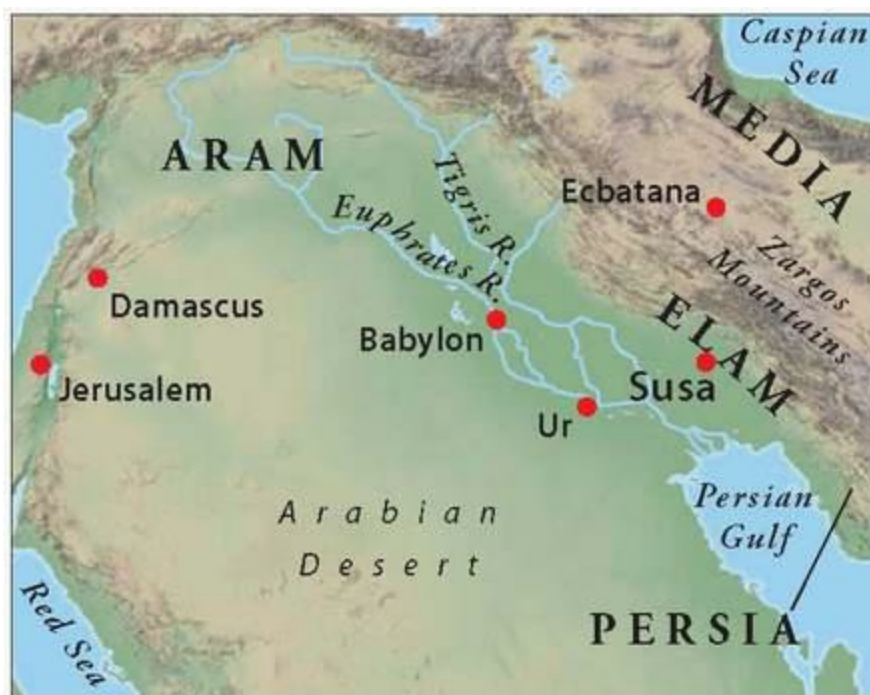 Caspian
Sea
MEDIA
ARAM
Tigris R.
Ecbatana
Euphrates R.
Zargos
Mountains
Damascus
ELAM
Babylon
Jerusalem
Susa
Ur
Persian
Gulf
Arabian
Desert
Red Sea
PERSIA